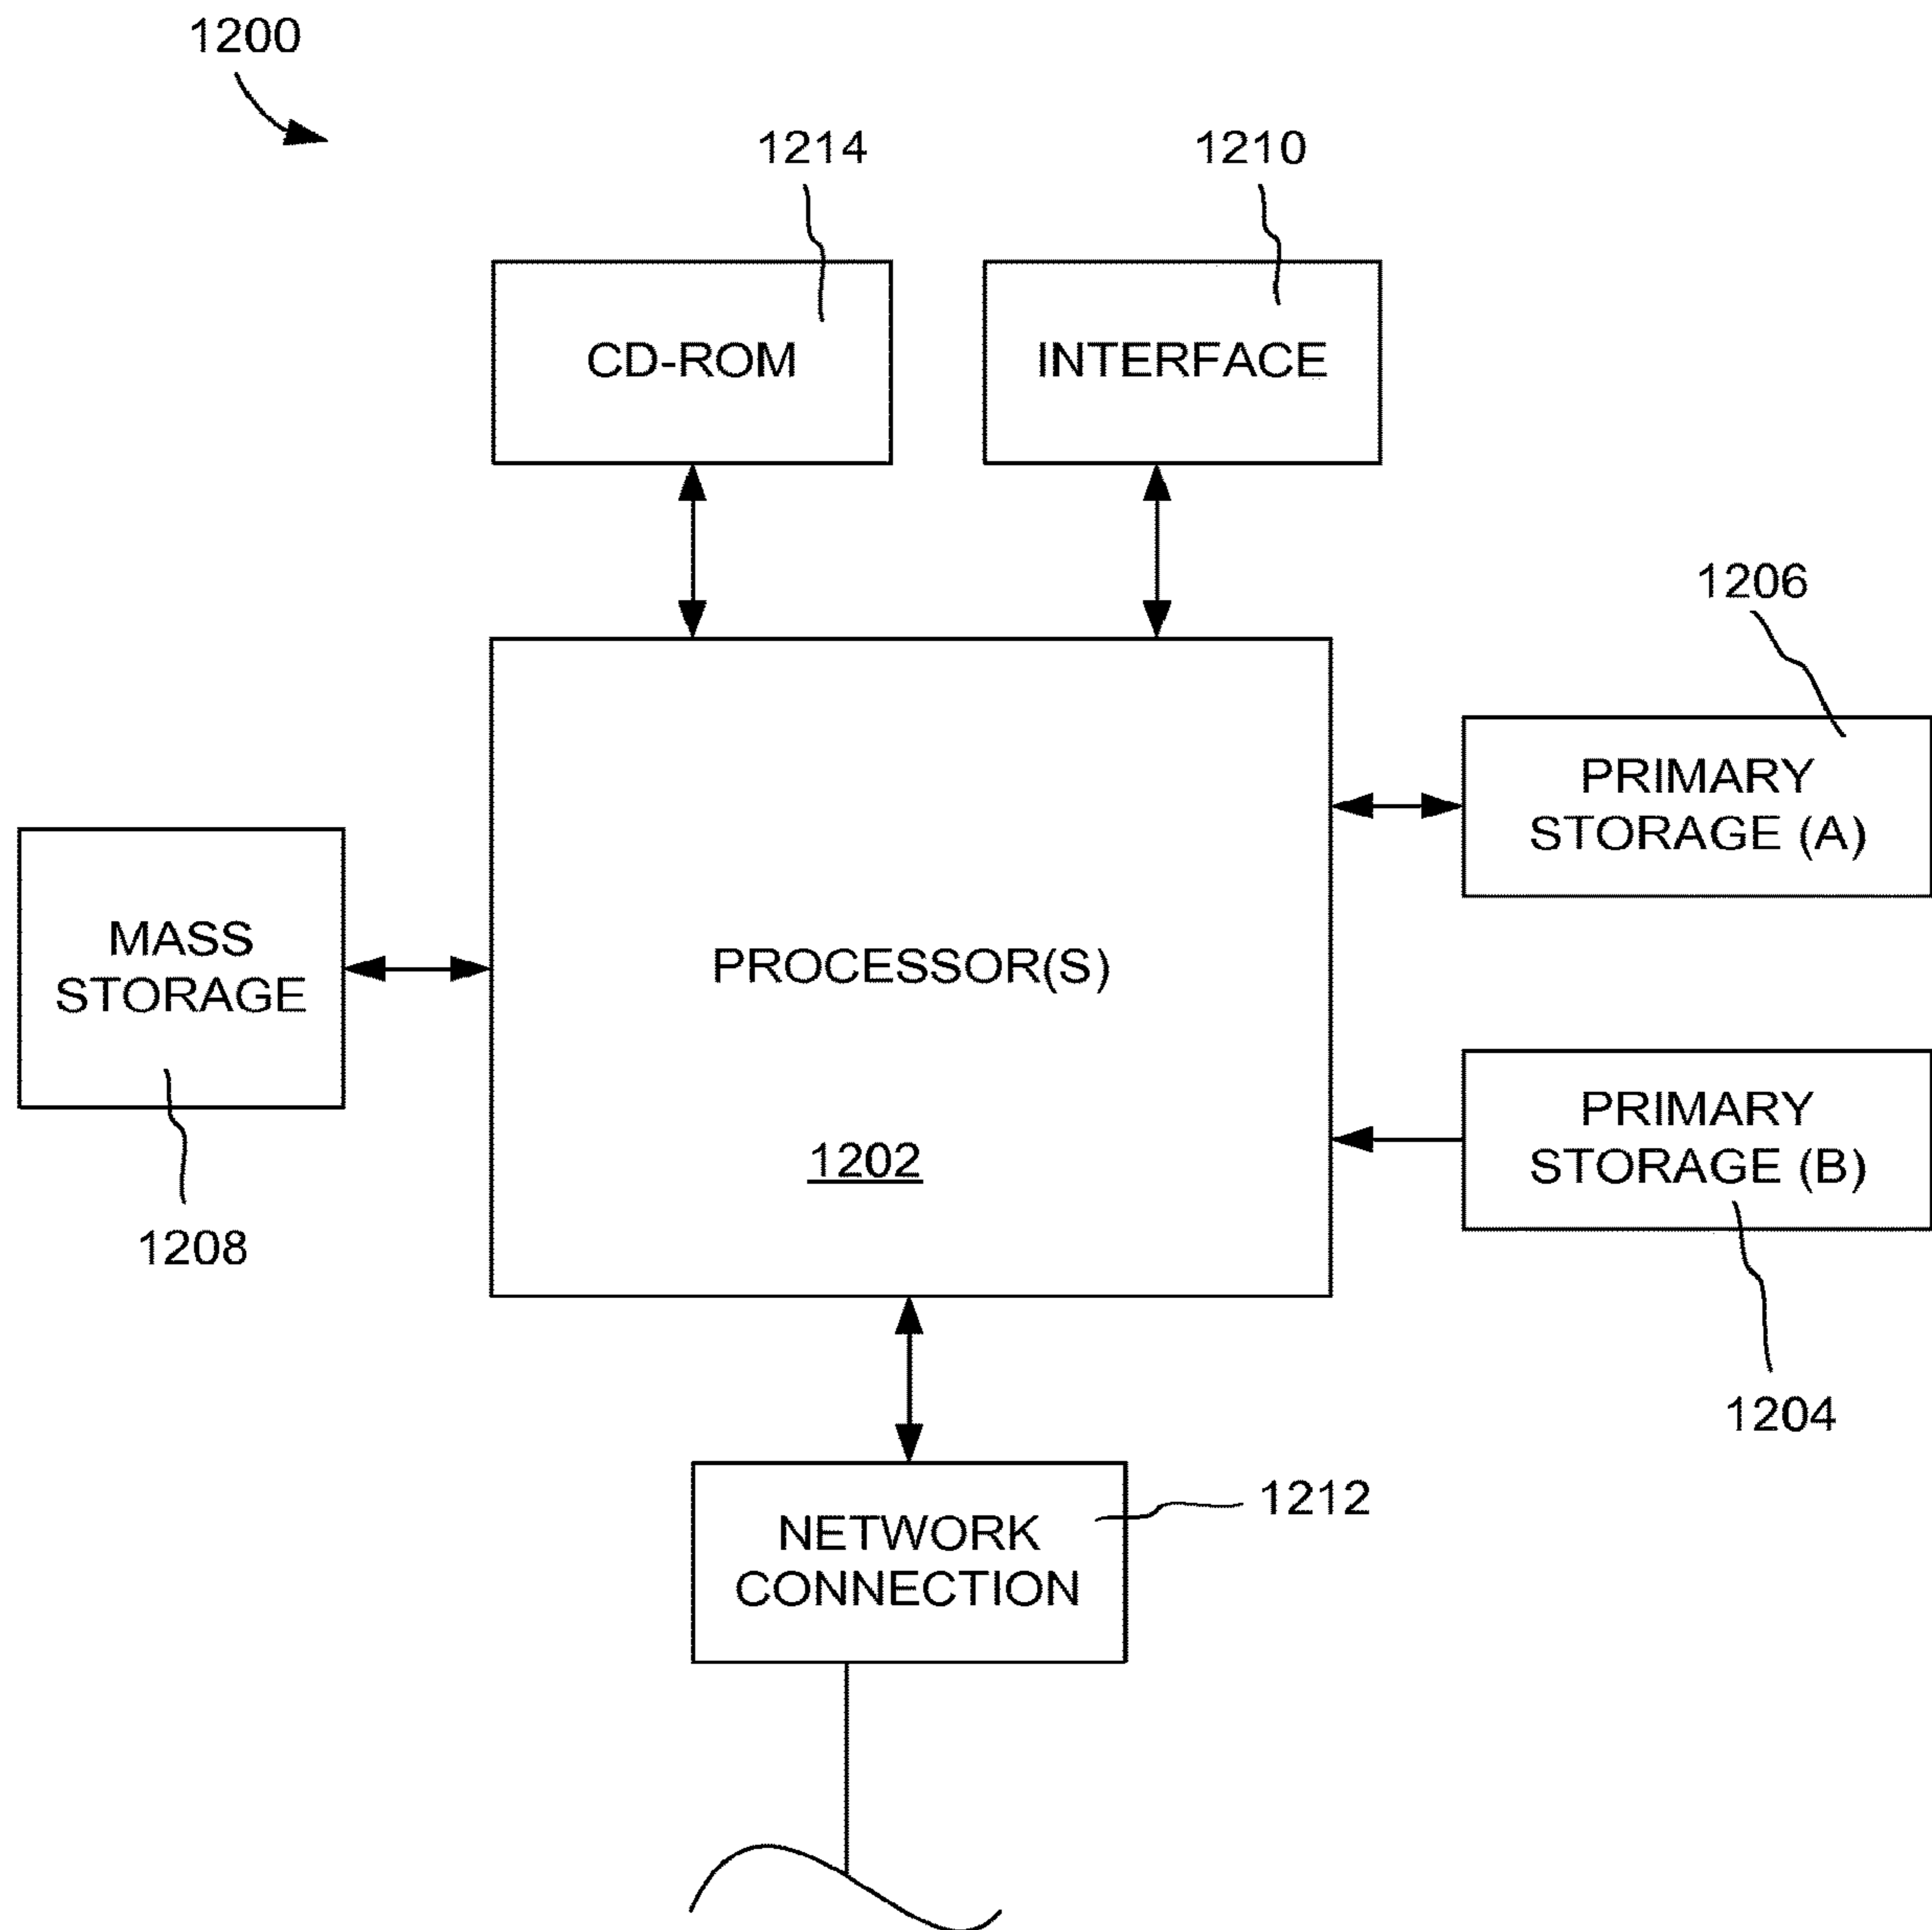 1200
1214
1210
CD-ROM
INTERFACE
1206
PRIMARY
STORAGE (A)
MASS
STORAGE
PROCESSOR(S)
PRIMARY
STORAGE (B)
1202
1208
1204
1212
NETWORK
CONNECTION